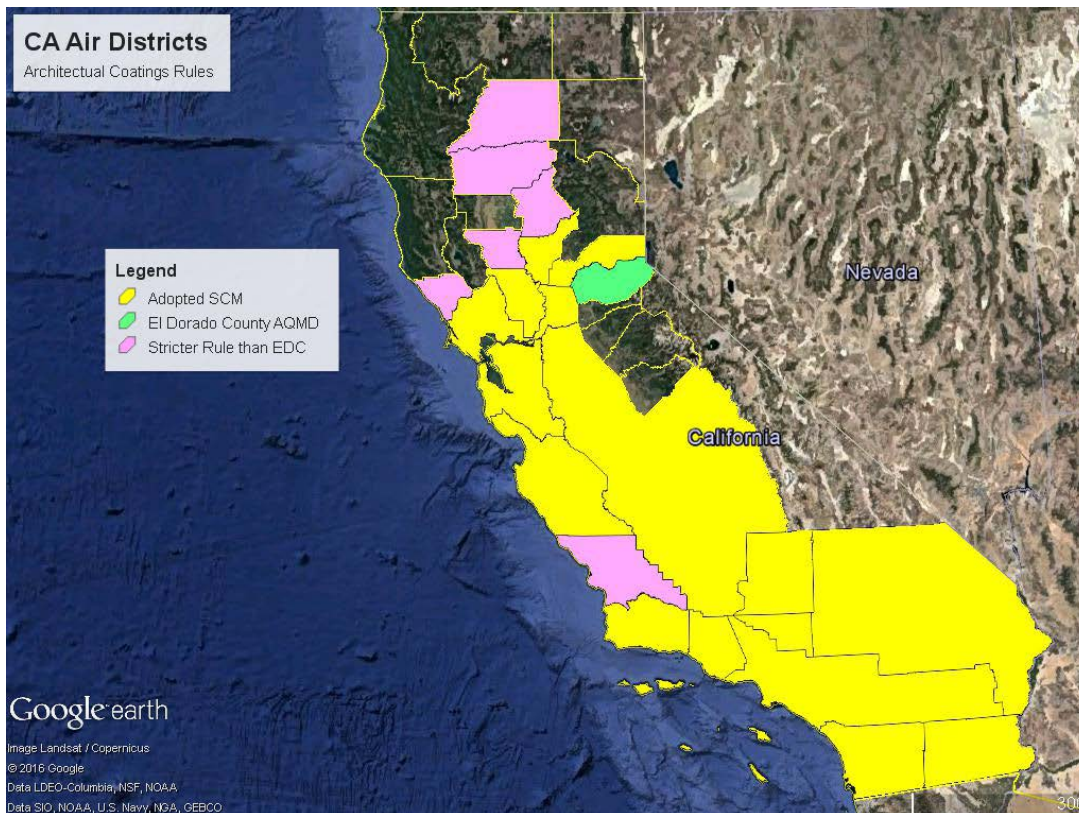 CA Air Districts
Architectual Coatings Rules
Legend
Adopted SCM
El Dorado County AQMD
Stricter Rule than EDC
Nevada
California
Google earth
Image Landsat / Copernicus
© 2016 Google
Data LDEO-Columbia, NSF, NOAA
Data SIO, NOAA, U.S. Navy, NGA, GEBCO
300